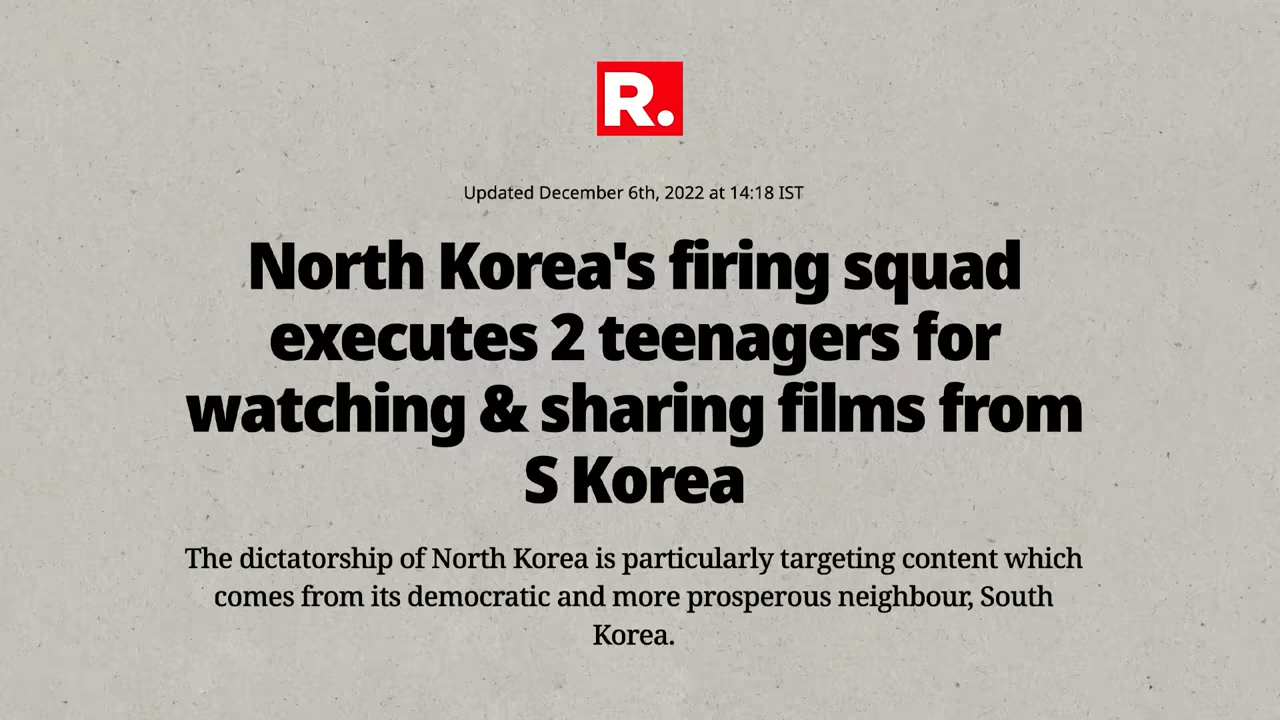 R.
Updated December 6th, 2022 at 14:18 IST
North Korea's firing squad
executes 2 teenagers for
watching & sharing films from
S Korea
The dictatorship of North Korea is particularly targeting content which
comes from its democratic and more prosperous neighbour, South
Korea.